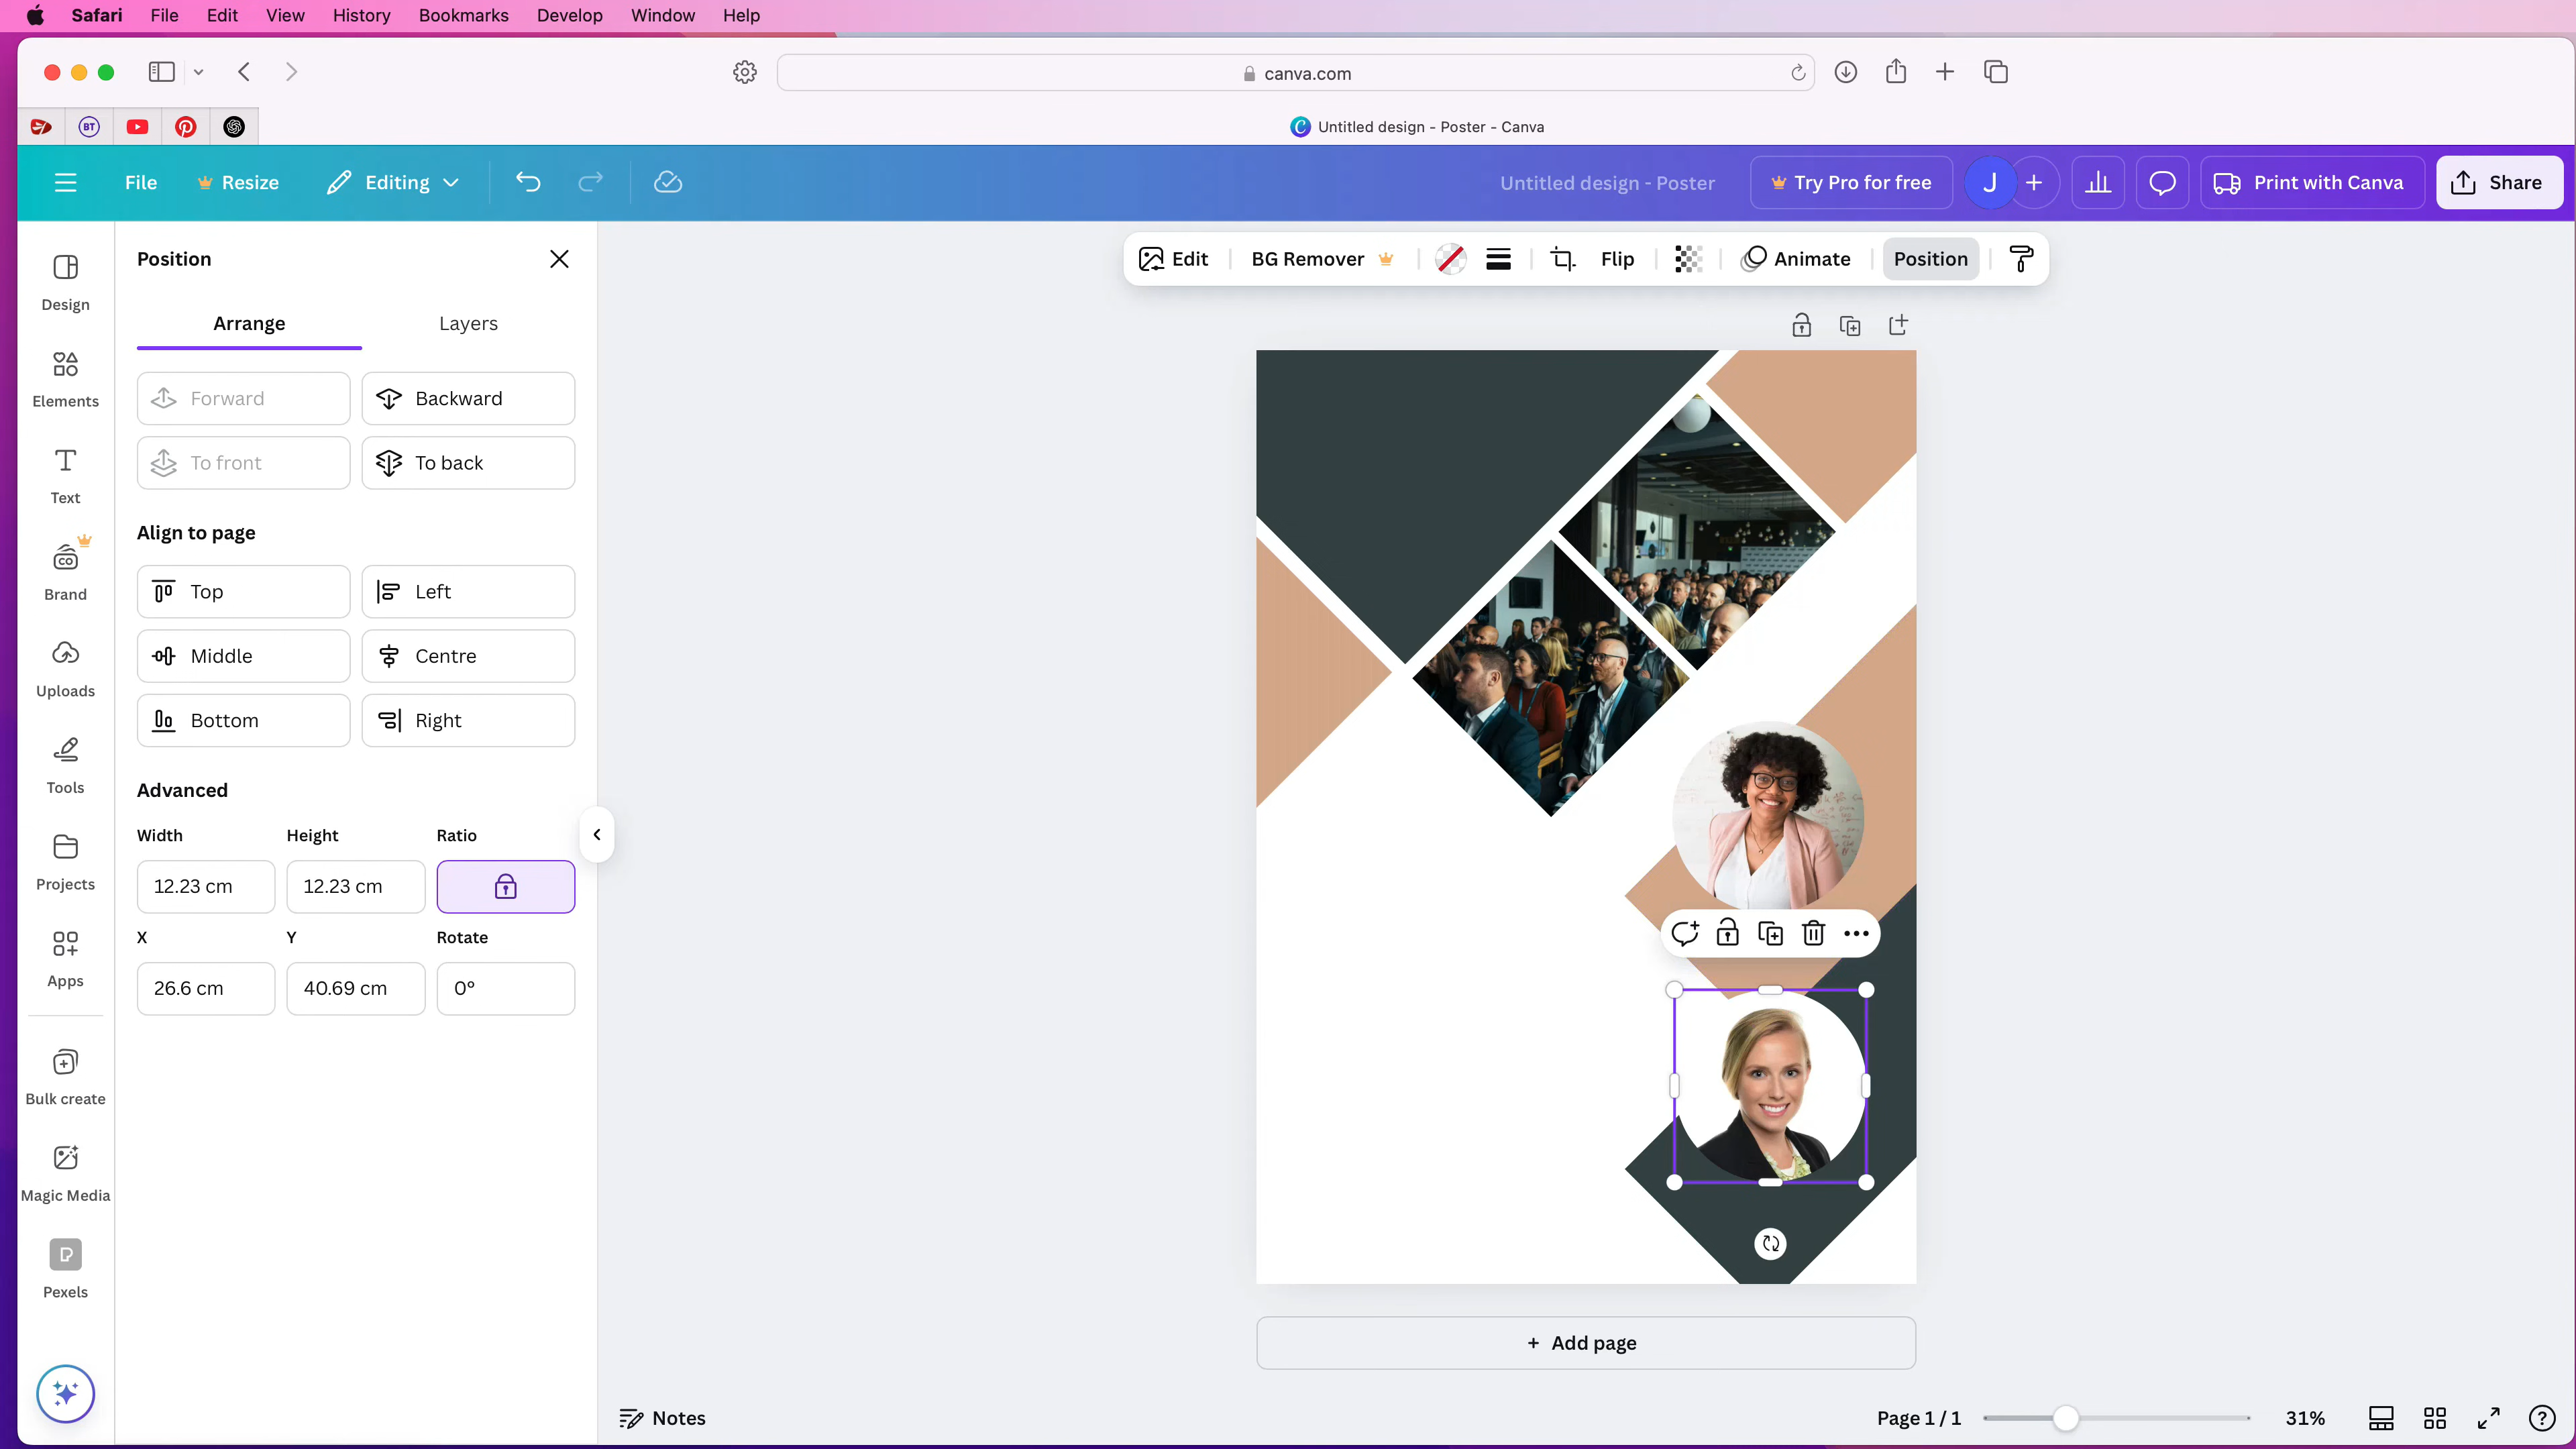 Safari File Edit View History Bookmarks Develop Window Help
canva.com
BT
Untitled design - Poster - Canva
File Resize Editing Untitled design - Poster Try Pro for free J + Print with Canva Share
Design
Elements
Text
CO
Brand
Uploads
Tools
Projects
Apps
Bulk create
Magic Media
Pexels
Position
Arrange Layers
Forward Backward
To front To back
Align to page
Top Left
Middle Centre
Bottom Right
Advanced
Width Height Ratio
12.23 cm 12.23 cm
X Y Rotate
26.6 cm 40.69 cm 0°
Edit BG Remover Flip Animate Position
+ Add page
Notes Page 1 / 1 31%